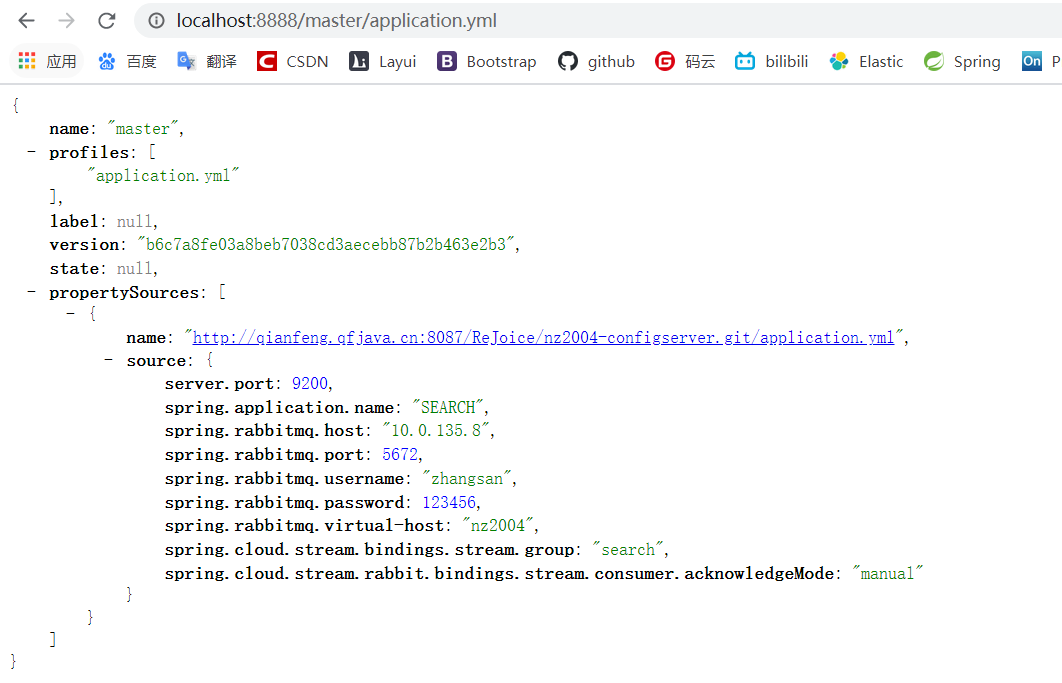 localhost:8888/master/application.yml
应用 百度 翻译 CSDN Layui Bootstrap github 码云 bilibili Elastic Spring On P
{
name: "master",
- profiles: [
"application.yml"
],
label: null,
version: "b6c7a8fe03a8beb7038cd3aecebb87b2b463e2b3",
state: null,
- propertySources: [
- {
name: "http://qianfeng.qfjava.cn:8087/ReJoice/nz2004-configserver.git/application.yml",
- source: {
server.port: 9200,
spring.application.name: "SEARCH",
spring.rabbitmq.host: "10.0.135.8",
spring.rabbitmq.port: 5672,
spring.rabbitmq.username: "zhangsan",
spring.rabbitmq.password: 123456,
spring.rabbitmq.virtual-host: "nz2004",
spring.cloud.stream.bindings.stream.group: "search",
spring.cloud.stream.rabbit.bindings.stream.consumer.acknowledgeMode: "manual"
}
}
]
}